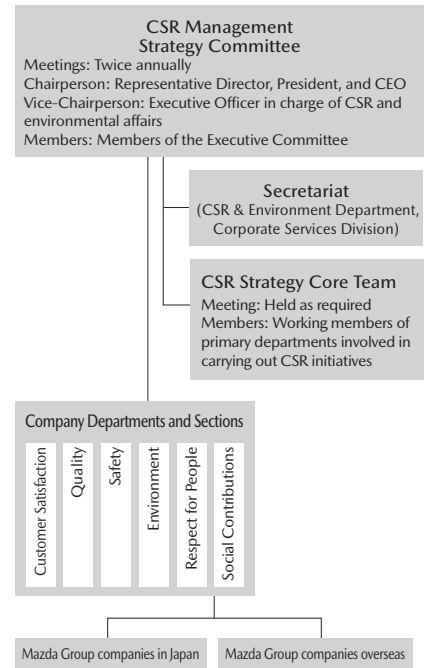 CSR Management
Strategy Committee
Meetings: Twice annually
Chairperson: Representative Director, President, and CEO
Vice-Chairperson: Executive Officer in charge of CSR and
environmental affairs
Members: Members of the Executive Committee
Secretariat
(CSR & Environment Department,
Corporate Services Division)
CSR Strategy Core Team
Meeting: Held as required
Members: Working members of
primary departments involved in
carrying out CSR initiatives
Company Departments and Sections
Customer Satisfaction
Quality
Safety
Environment
Respect for People
Social Contributions
Mazda Group companies in Japan
Mazda Group companies overseas